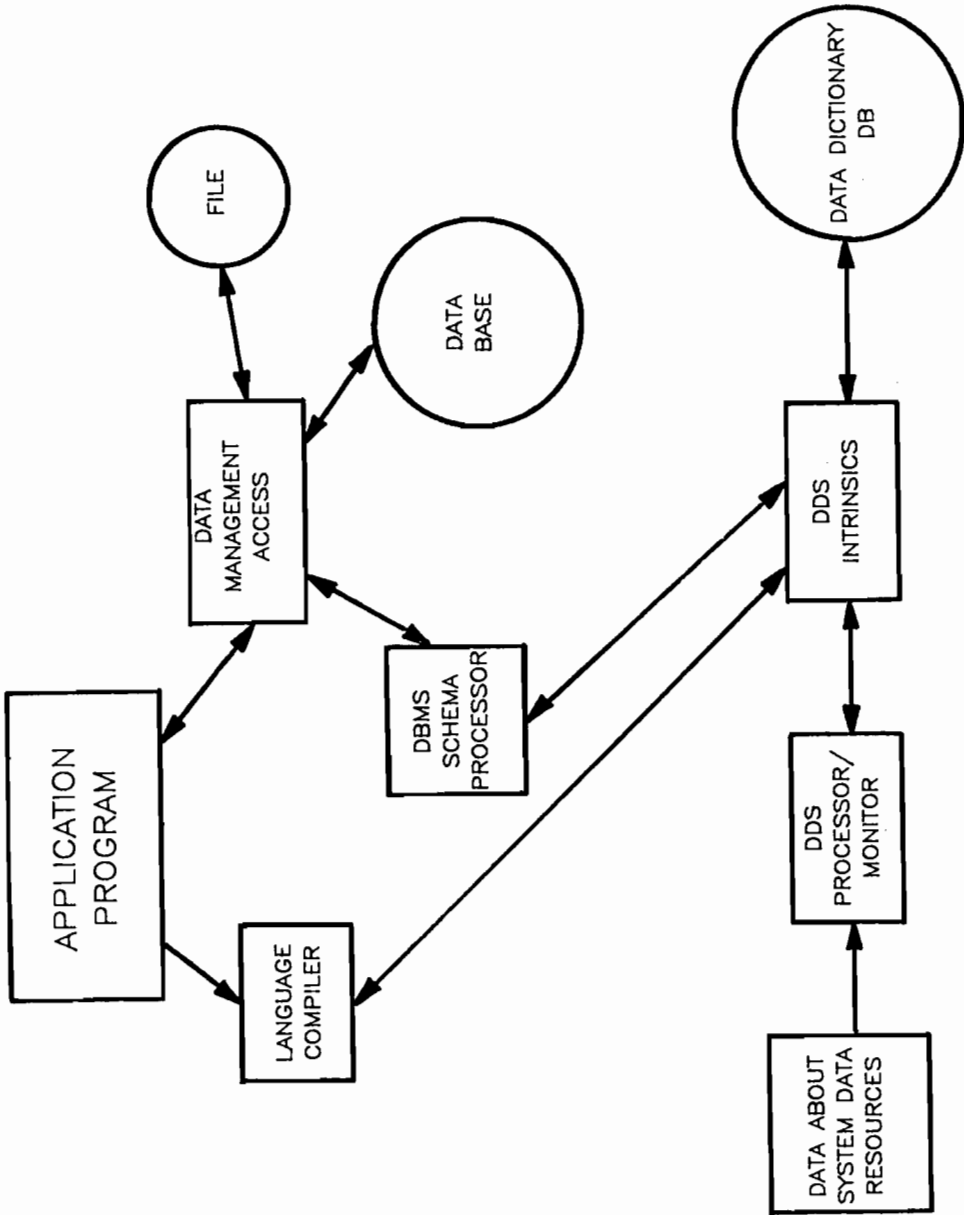 APPLICATION
PROGRAM
LANGUAGE
COMPILER
DATA
MANAGEMENT
ACCESS
FILE
DATA
BASE
DBMS
SCHEMA
PROCESSOR
DATA ABOUT
SYSTEM DATA
RESOURCES
DDS
PROCESSOR/
MONITOR
DDS
INTRINSICS
DATA DICTIONARY
DB